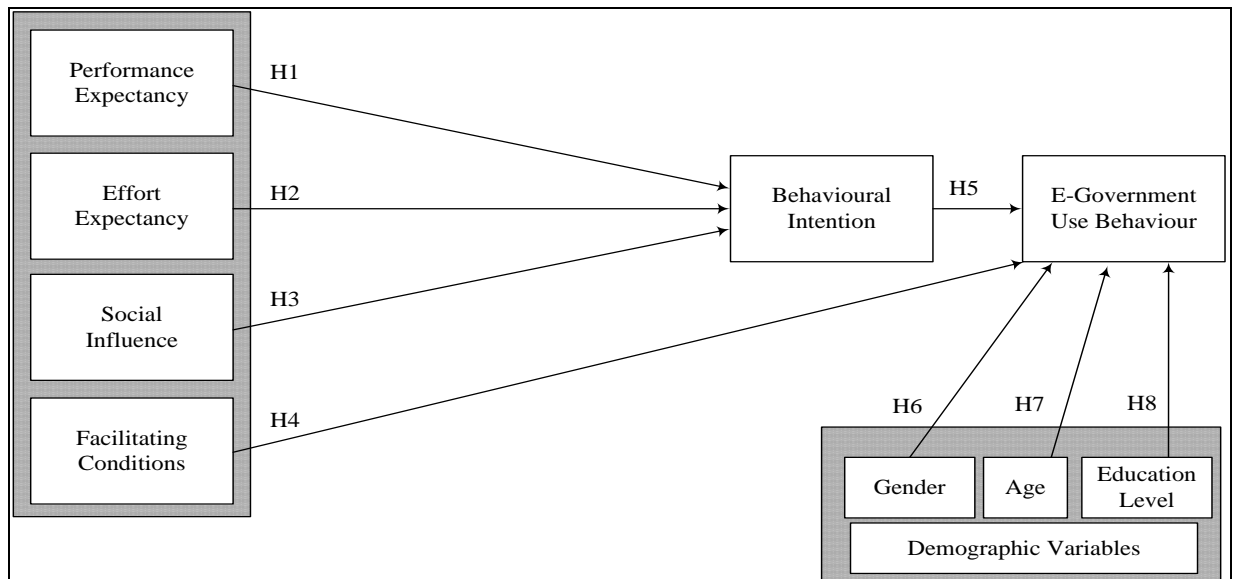 Performance
Expectancy
H1
Effort
Expectancy
H2
Behavioural
Intention
H5
E-Government
Use Behaviour
Social
Influence
H3
Facilitating
Conditions
H4
H6
H7
H8
Gender
Age
Education
Level
Demographic Variables